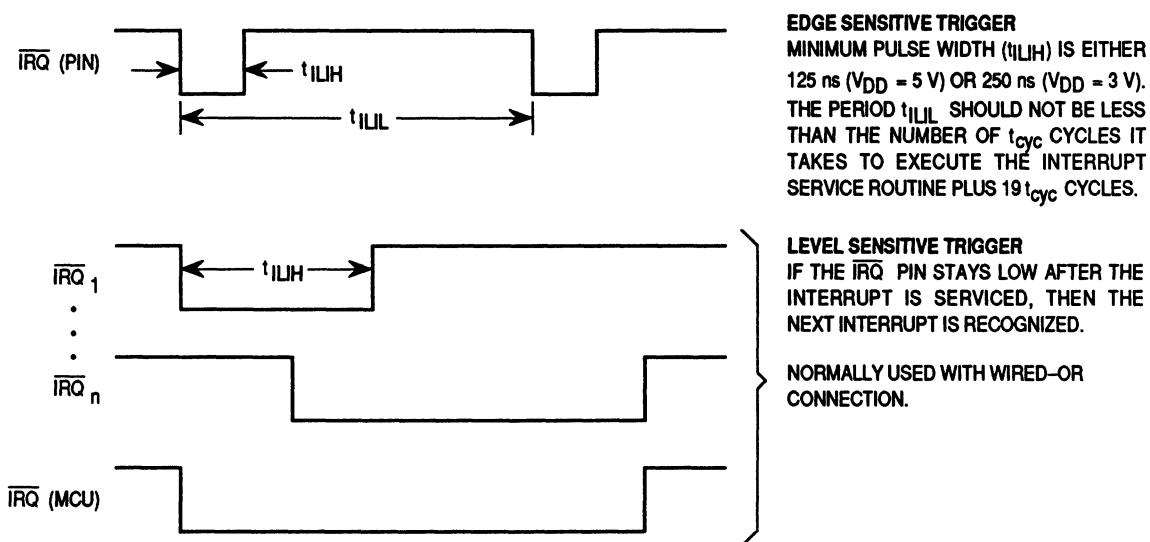 EDGE SENSITIVE TRIGGER
MINIMUM PULSE WIDTH (tILIH) IS EITHER
125 ns (VDD = 5 V) OR 250 ns (VDD = 3 V).
THE PERIOD tILIL SHOULD NOT BE LESS
THAN THE NUMBER OF tcyc CYCLES IT
TAKES TO EXECUTE THE INTERRUPT
SERVICE ROUTINE PLUS 19 tcyc CYCLES.
IRQ (PIN)
tILIH
tILIL
LEVEL SENSITIVE TRIGGER
IF THE IRQ PIN STAYS LOW AFTER THE
INTERRUPT IS SERVICED, THEN THE
NEXT INTERRUPT IS RECOGNIZED.
NORMALLY USED WITH WIRED–OR
CONNECTION.
IRQ 1
tILIH
IRQ n
IRQ (MCU)